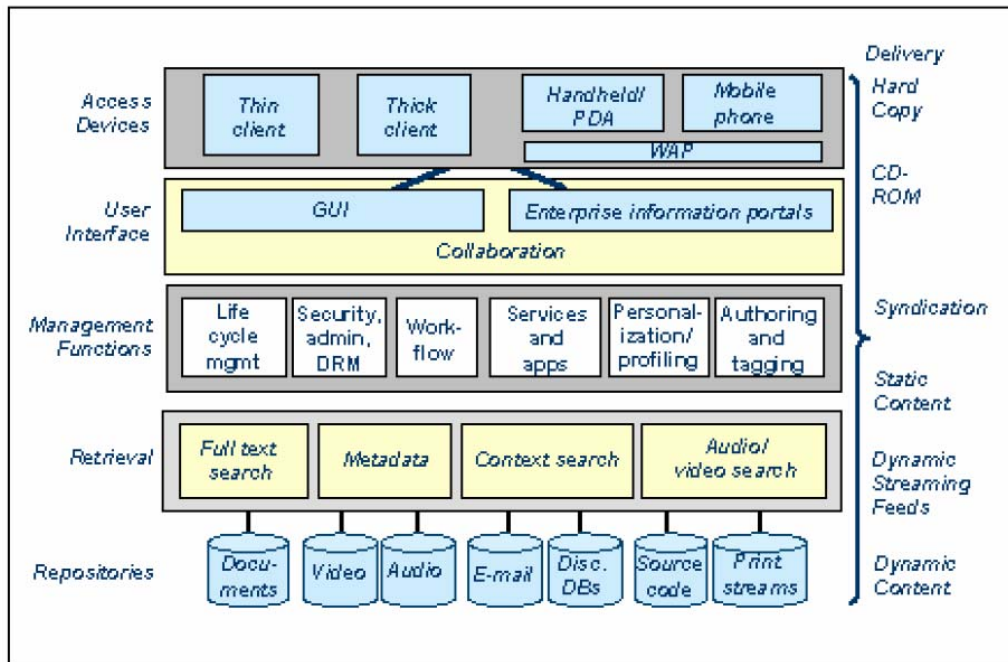 Delivery
Access
Devices
Thin
client
Thick
client
Handheld/
PDA
Mobile
phone
WAP
Hard
Copy
CD-
ROM
User
Interface
GUI
Enterprise information portals
Collaboration
Management
Functions
Life
cycle
mgmt
Security,
admin,
DRM
Work-
flow
Services
and
apps
Personal-
ization/
profiling
Authoring
and
tagging
Syndication
Static
Content
Retrieval
Full text
search
Metadata
Context search
Audio/
video search
Dynamic
Streaming
Feeds
Repositories
Docu-
ments
Video
Audio
E-mail
Disc.
DBs
Source
code
Print
streams
Dynamic
Content